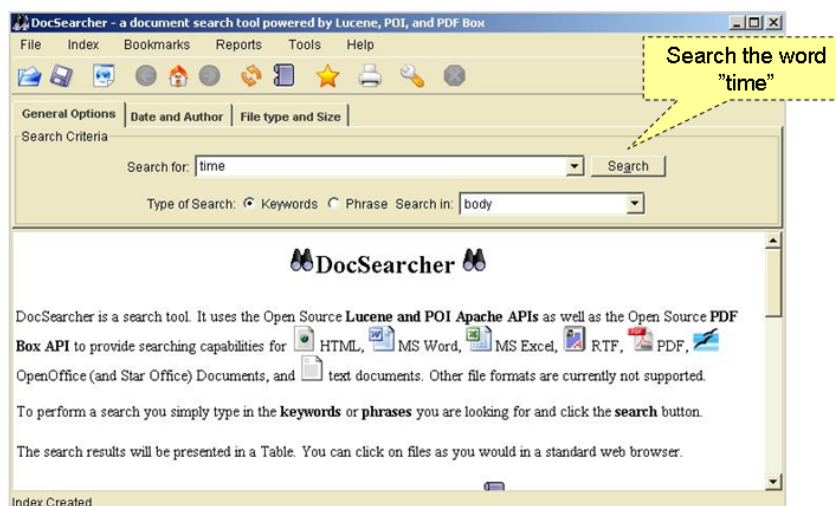 DocSearcher - a document search tool powered by Lucene, POI, and PDF Box
File Index Bookmarks Reports Tools Help
Search the word
"time"
General Options Date and Author File type and Size
Search Criteria
Search for: time Search
Type of Search: Keywords Phrase Search in: body
DocSearcher
DocSearcher is a search tool. It uses the Open Source Lucene and POI Apache APIs as well as the Open Source PDF
Box API to provide searching capabilities for HTML, MS Word, MS Excel, RTF, PDF,
OpenOffice (and Star Office) Documents, and text documents. Other file formats are currently not supported.
To perform a search you simply type in the keywords or phrases you are looking for and click the search button.
The search results will be presented in a Table. You can click on files as you would in a standard web browser.
Index Created